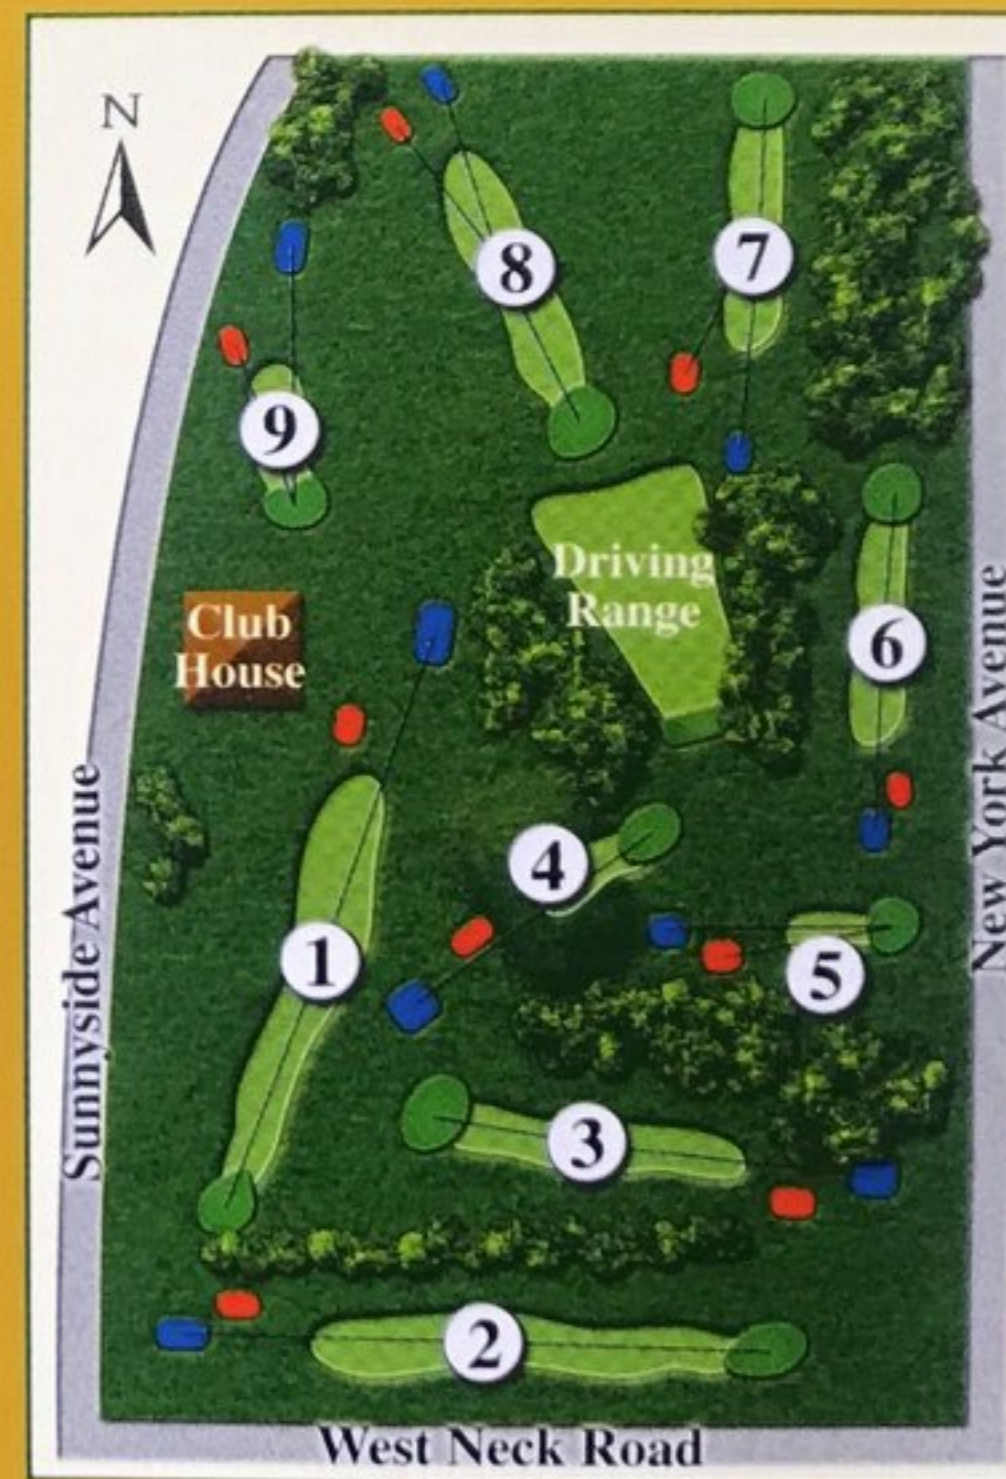 N
8
7
9
Driving
Range
Club
House
6
4
5
1
3
2
Sunnyside Avenue
New York Avenue
West Neck Road